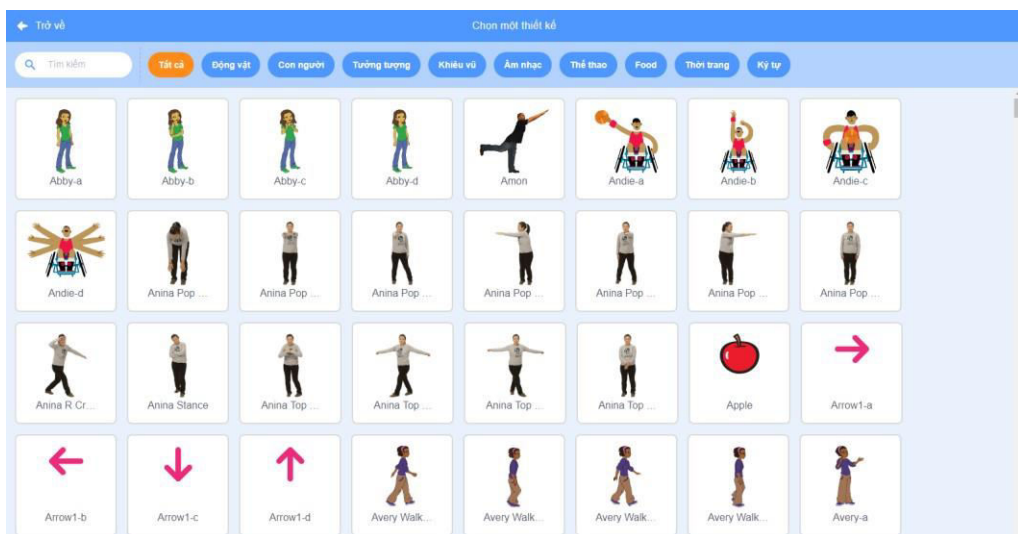 Trở về
Chọn một thiết kế
Tìm kiếm
Tất cả Động vật Con người Tưởng tượng Khiêu vũ Âm nhạc Thể thao Food Thời trang Ký tự
Abby-a Abby-b Abby-c Abby-d Amon Andie-a Andie-b Andie-c
Andie-d Anina Pop ... Anina Pop ... Anina Pop ... Anina Pop ... Anina Pop ... Anina Pop ... Anina Pop ...
Anina R Cr... Anina Stance Anina Top ... Anina Top ... Anina Top ... Anina Top ... Apple Arrow1-a
Arrow1-b Arrow1-c Arrow1-d Avery Walk... Avery Walk... Avery Walk... Avery Walk... Avery-a